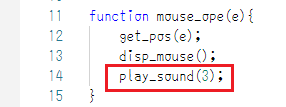 11 function mouse_ope(e){
12 get_pos(e);
13 disp_mouse();
14 play_sound(3);
15 }